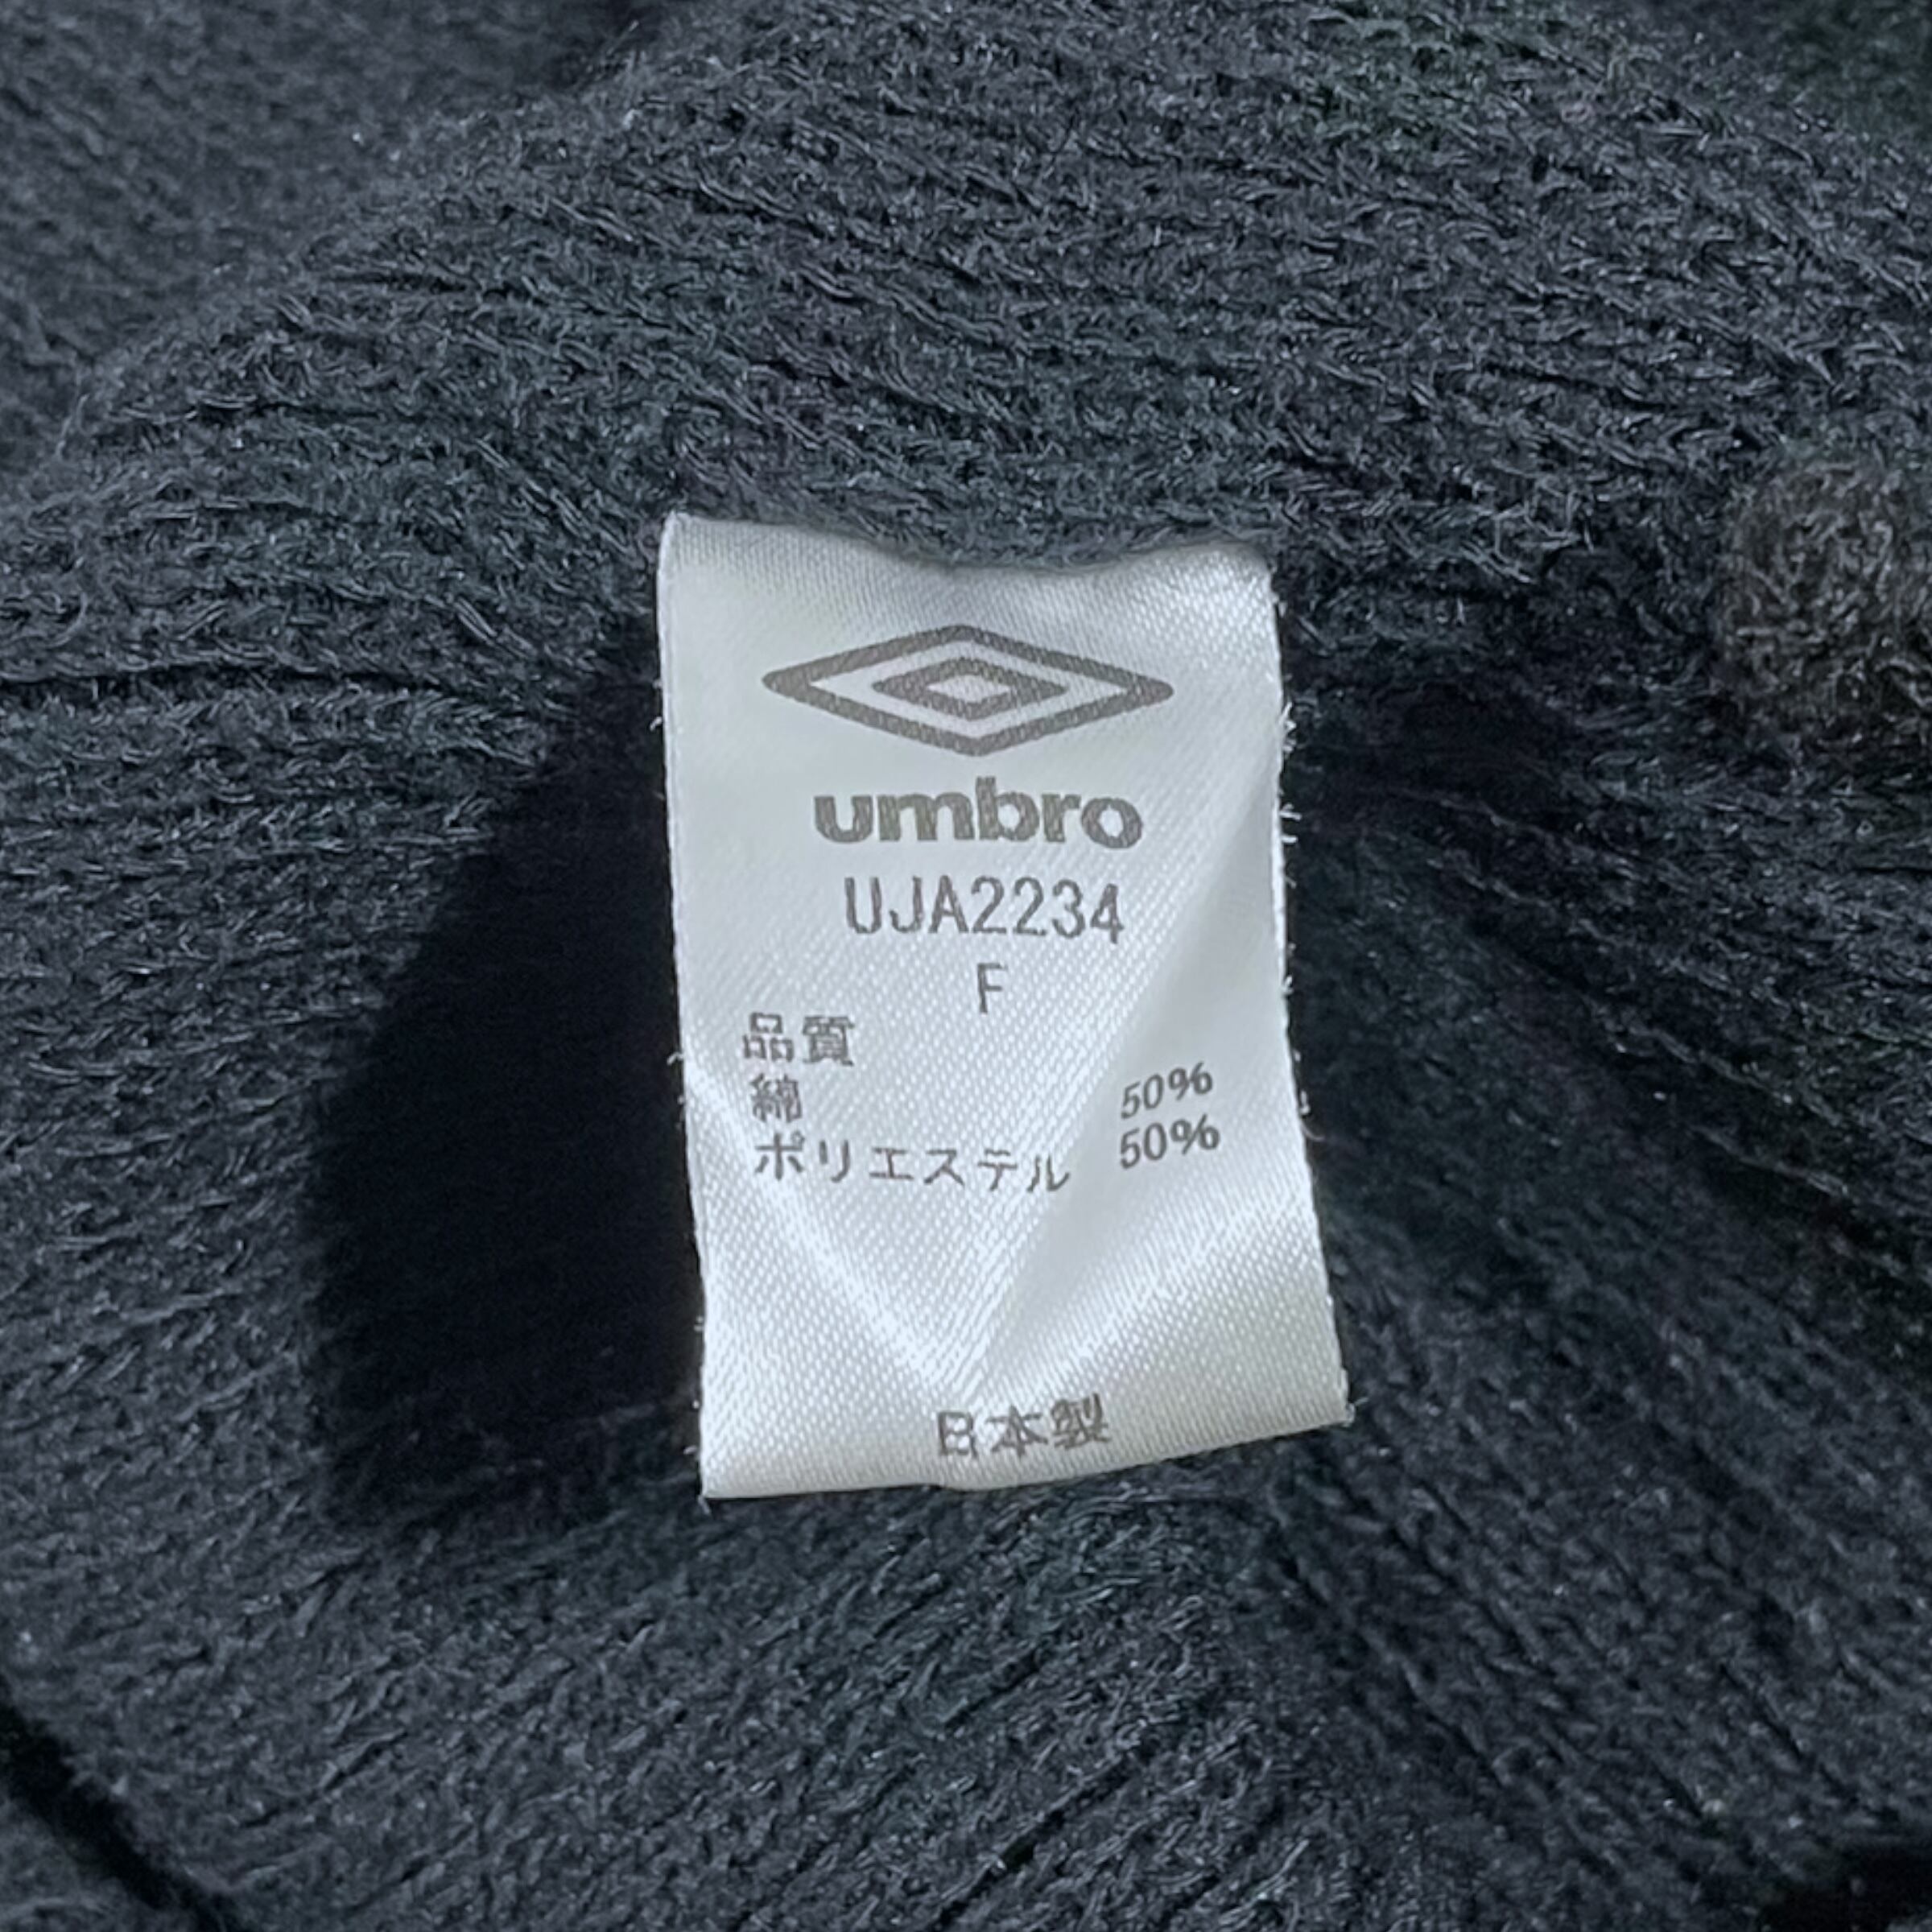 umbro
UJA2234
F
品質
綿 50%
ポリエステル 50%
日本製